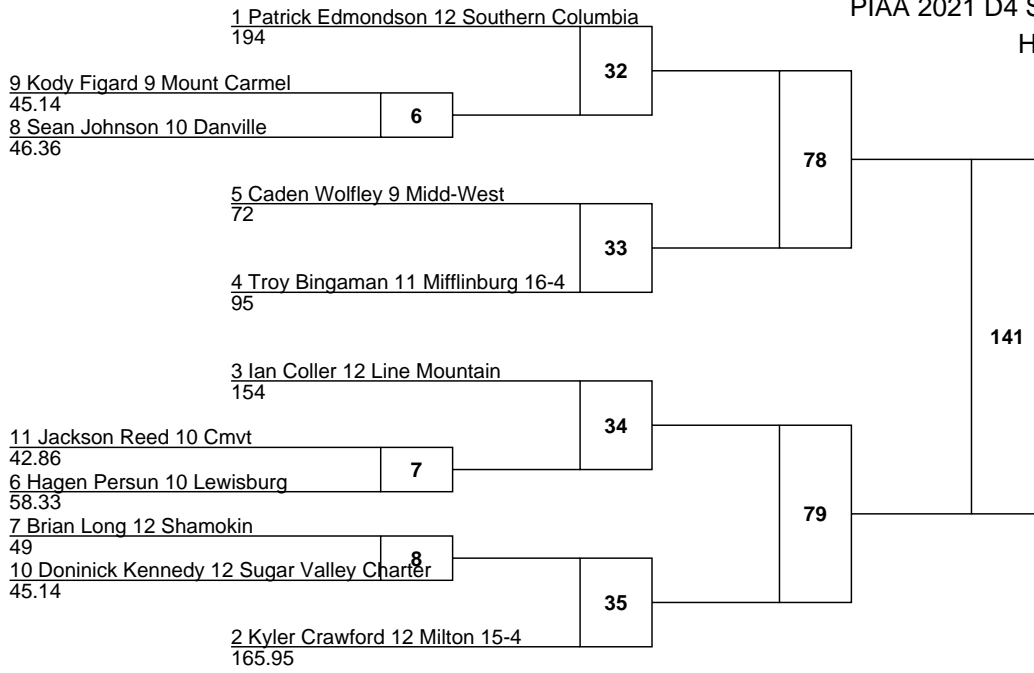 PIAA 2021 D4 S
H
1 Patrick Edmondson 12 Southern Columbia
194
32
9 Kody Figard 9 Mount Carmel
45.14
6
8 Sean Johnson 10 Danville
46.36
78
5 Caden Wolfley 9 Midd-West
72
33
4 Troy Bingaman 11 Mifflinburg 16-4
95
141
3 Ian Coller 12 Line Mountain
154
34
11 Jackson Reed 10 Cmvt
42.86
7
6 Hagen Persun 10 Lewisburg
58.33
79
7 Brian Long 12 Shamokin
49
8
10 Doninick Kennedy 12 Sugar Valley Charter
45.14
35
2 Kyler Crawford 12 Milton 15-4
165.95